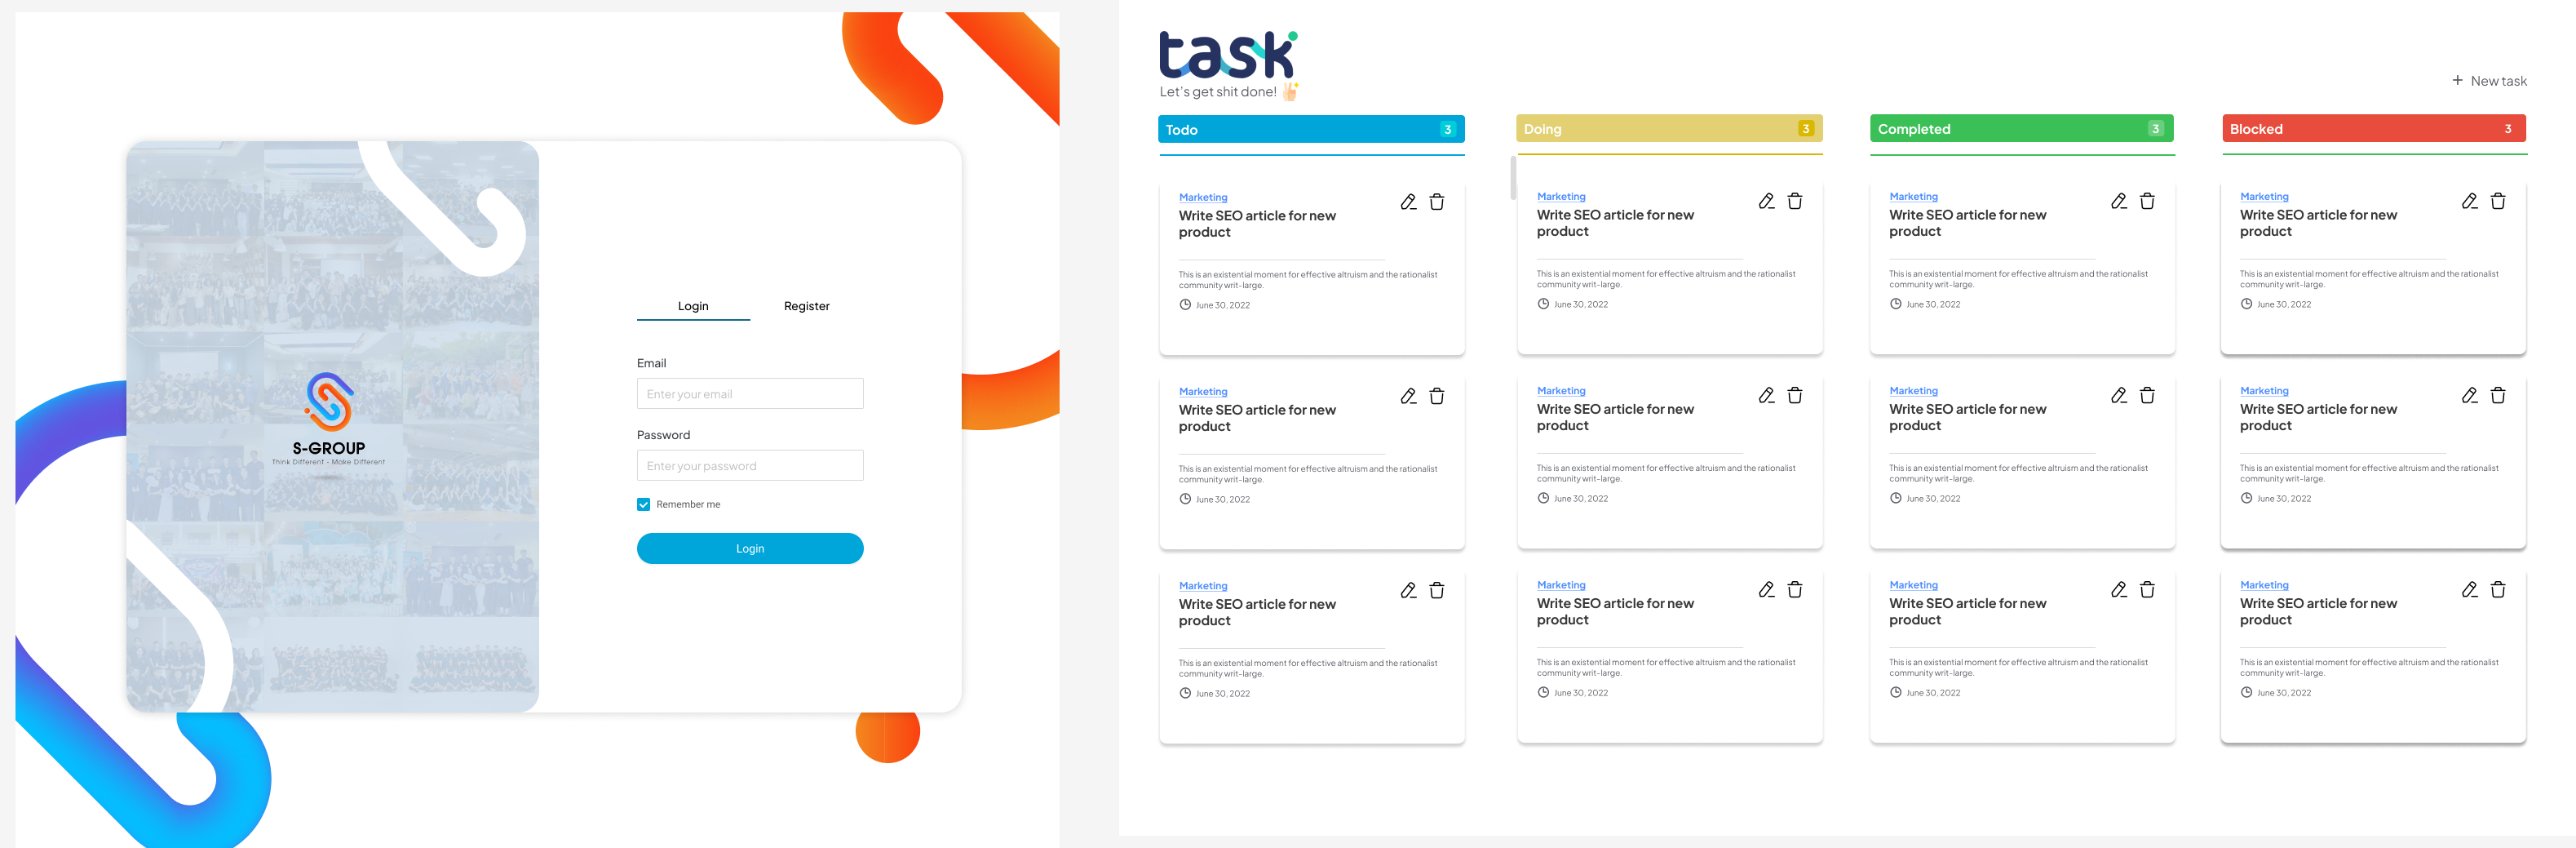 Login
Register
Email
Enter your email
Password
Enter your password
Remember me
Login
S-GROUP
Think Different - Make Different
task
Let's get shit done! ✌🏻
+ New task
Todo 3
Marketing
Write SEO article for new
product
This is an existential moment for effective altruism and the rationalist
community writ-large.
June 30, 2022
Marketing
Write SEO article for new
product
This is an existential moment for effective altruism and the rationalist
community writ-large.
June 30, 2022
Marketing
Write SEO article for new
product
This is an existential moment for effective altruism and the rationalist
community writ-large.
June 30, 2022
Doing 3
Marketing
Write SEO article for new
product
This is an existential moment for effective altruism and the rationalist
community writ-large.
June 30, 2022
Marketing
Write SEO article for new
product
This is an existential moment for effective altruism and the rationalist
community writ-large.
June 30, 2022
Marketing
Write SEO article for new
product
This is an existential moment for effective altruism and the rationalist
community writ-large.
June 30, 2022
Completed 3
Marketing
Write SEO article for new
product
This is an existential moment for effective altruism and the rationalist
community writ-large.
June 30, 2022
Marketing
Write SEO article for new
product
This is an existential moment for effective altruism and the rationalist
community writ-large.
June 30, 2022
Marketing
Write SEO article for new
product
This is an existential moment for effective altruism and the rationalist
community writ-large.
June 30, 2022
Blocked 3
Marketing
Write SEO article for new
product
This is an existential moment for effective altruism and the rationalist
community writ-large.
June 30, 2022
Marketing
Write SEO article for new
product
This is an existential moment for effective altruism and the rationalist
community writ-large.
June 30, 2022
Marketing
Write SEO article for new
product
This is an existential moment for effective altruism and the rationalist
community writ-large.
June 30, 2022